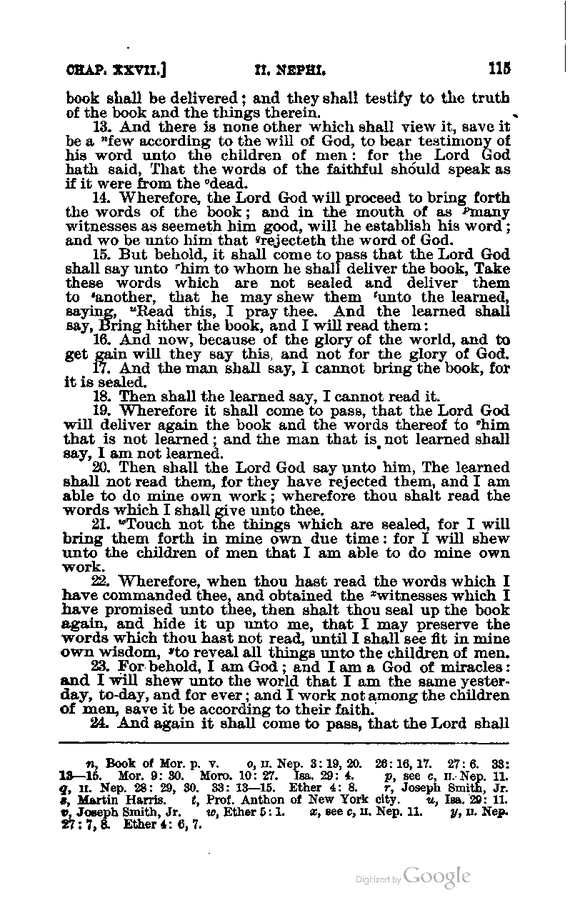 CHAP. XXVII.] II. NEPHI. 115
book shall be delivered; and they shall testify to the truth
of the book and the things therein.
13. And there is none other which shall view it, save it
be a ⁿfew according to the will of God, to bear testimony of
his word unto the children of men: for the Lord God
hath said, That the words of the faithful should speak as
if it were from the ᵒdead.
14. Wherefore, the Lord God will proceed to bring forth
the words of the book; and in the mouth of as ᵖmany
witnesses as seemeth him good, will he establish his word;
and wo be unto him that qrejecteth the word of God.
15. But behold, it shall come to pass that the Lord God
shall say unto ʳhim to whom he shall deliver the book, Take
these words which are not sealed and deliver them
to ˢanother, that he may shew them ᵗunto the learned,
saying, ᵘRead this, I pray thee. And the learned shall
say, Bring hither the book, and I will read them:
16. And now, because of the glory of the world, and to
get gain will they say this, and not for the glory of God.
17. And the man shall say, I cannot bring the book, for
it is sealed.
18. Then shall the learned say, I cannot read it.
19. Wherefore it shall come to pass, that the Lord God
will deliver again the book and the words thereof to ᵛhim
that is not learned; and the man that is not learned shall
say, I am not learned.
20. Then shall the Lord God say unto him, The learned
shall not read them, for they have rejected them, and I am
able to do mine own work; wherefore thou shalt read the
words which I shall give unto thee.
21. ʷTouch not the things which are sealed, for I will
bring them forth in mine own due time: for I will shew
unto the children of men that I am able to do mine own
work.
22. Wherefore, when thou hast read the words which I
have commanded thee, and obtained the ˣwitnesses which I
have promised unto thee, then shalt thou seal up the book
again, and hide it up unto me, that I may preserve the
words which thou hast not read, until I shall see fit in mine
own wisdom, ʸto reveal all things unto the children of men.
23. For behold, I am God; and I am a God of miracles:
and I will shew unto the world that I am the same yester-
day, to-day, and for ever; and I work not among the children
of men, save it be according to their faith.
24. And again it shall come to pass, that the Lord shall
n, Book of Mor. p. v. o, II. Nep. 3: 19, 20. 26: 16, 17. 27: 6. 33:
13—15. Mor. 9: 30. Moro. 10: 27. Isa. 29: 4. p, see c, II. Nep. 11.
q, II. Nep. 28: 29, 30. 33: 13—15. Ether 4: 8. r, Joseph Smith, Jr.
s, Martin Harris. t, Prof. Anthon of New York city. u, Isa. 29: 11.
v, Joseph Smith, Jr. w, Ether 5: 1. x, see c, II. Nep. 11. y, II. Nep.
27: 7, 8. Ether 4: 6, 7.
Digitized by Google